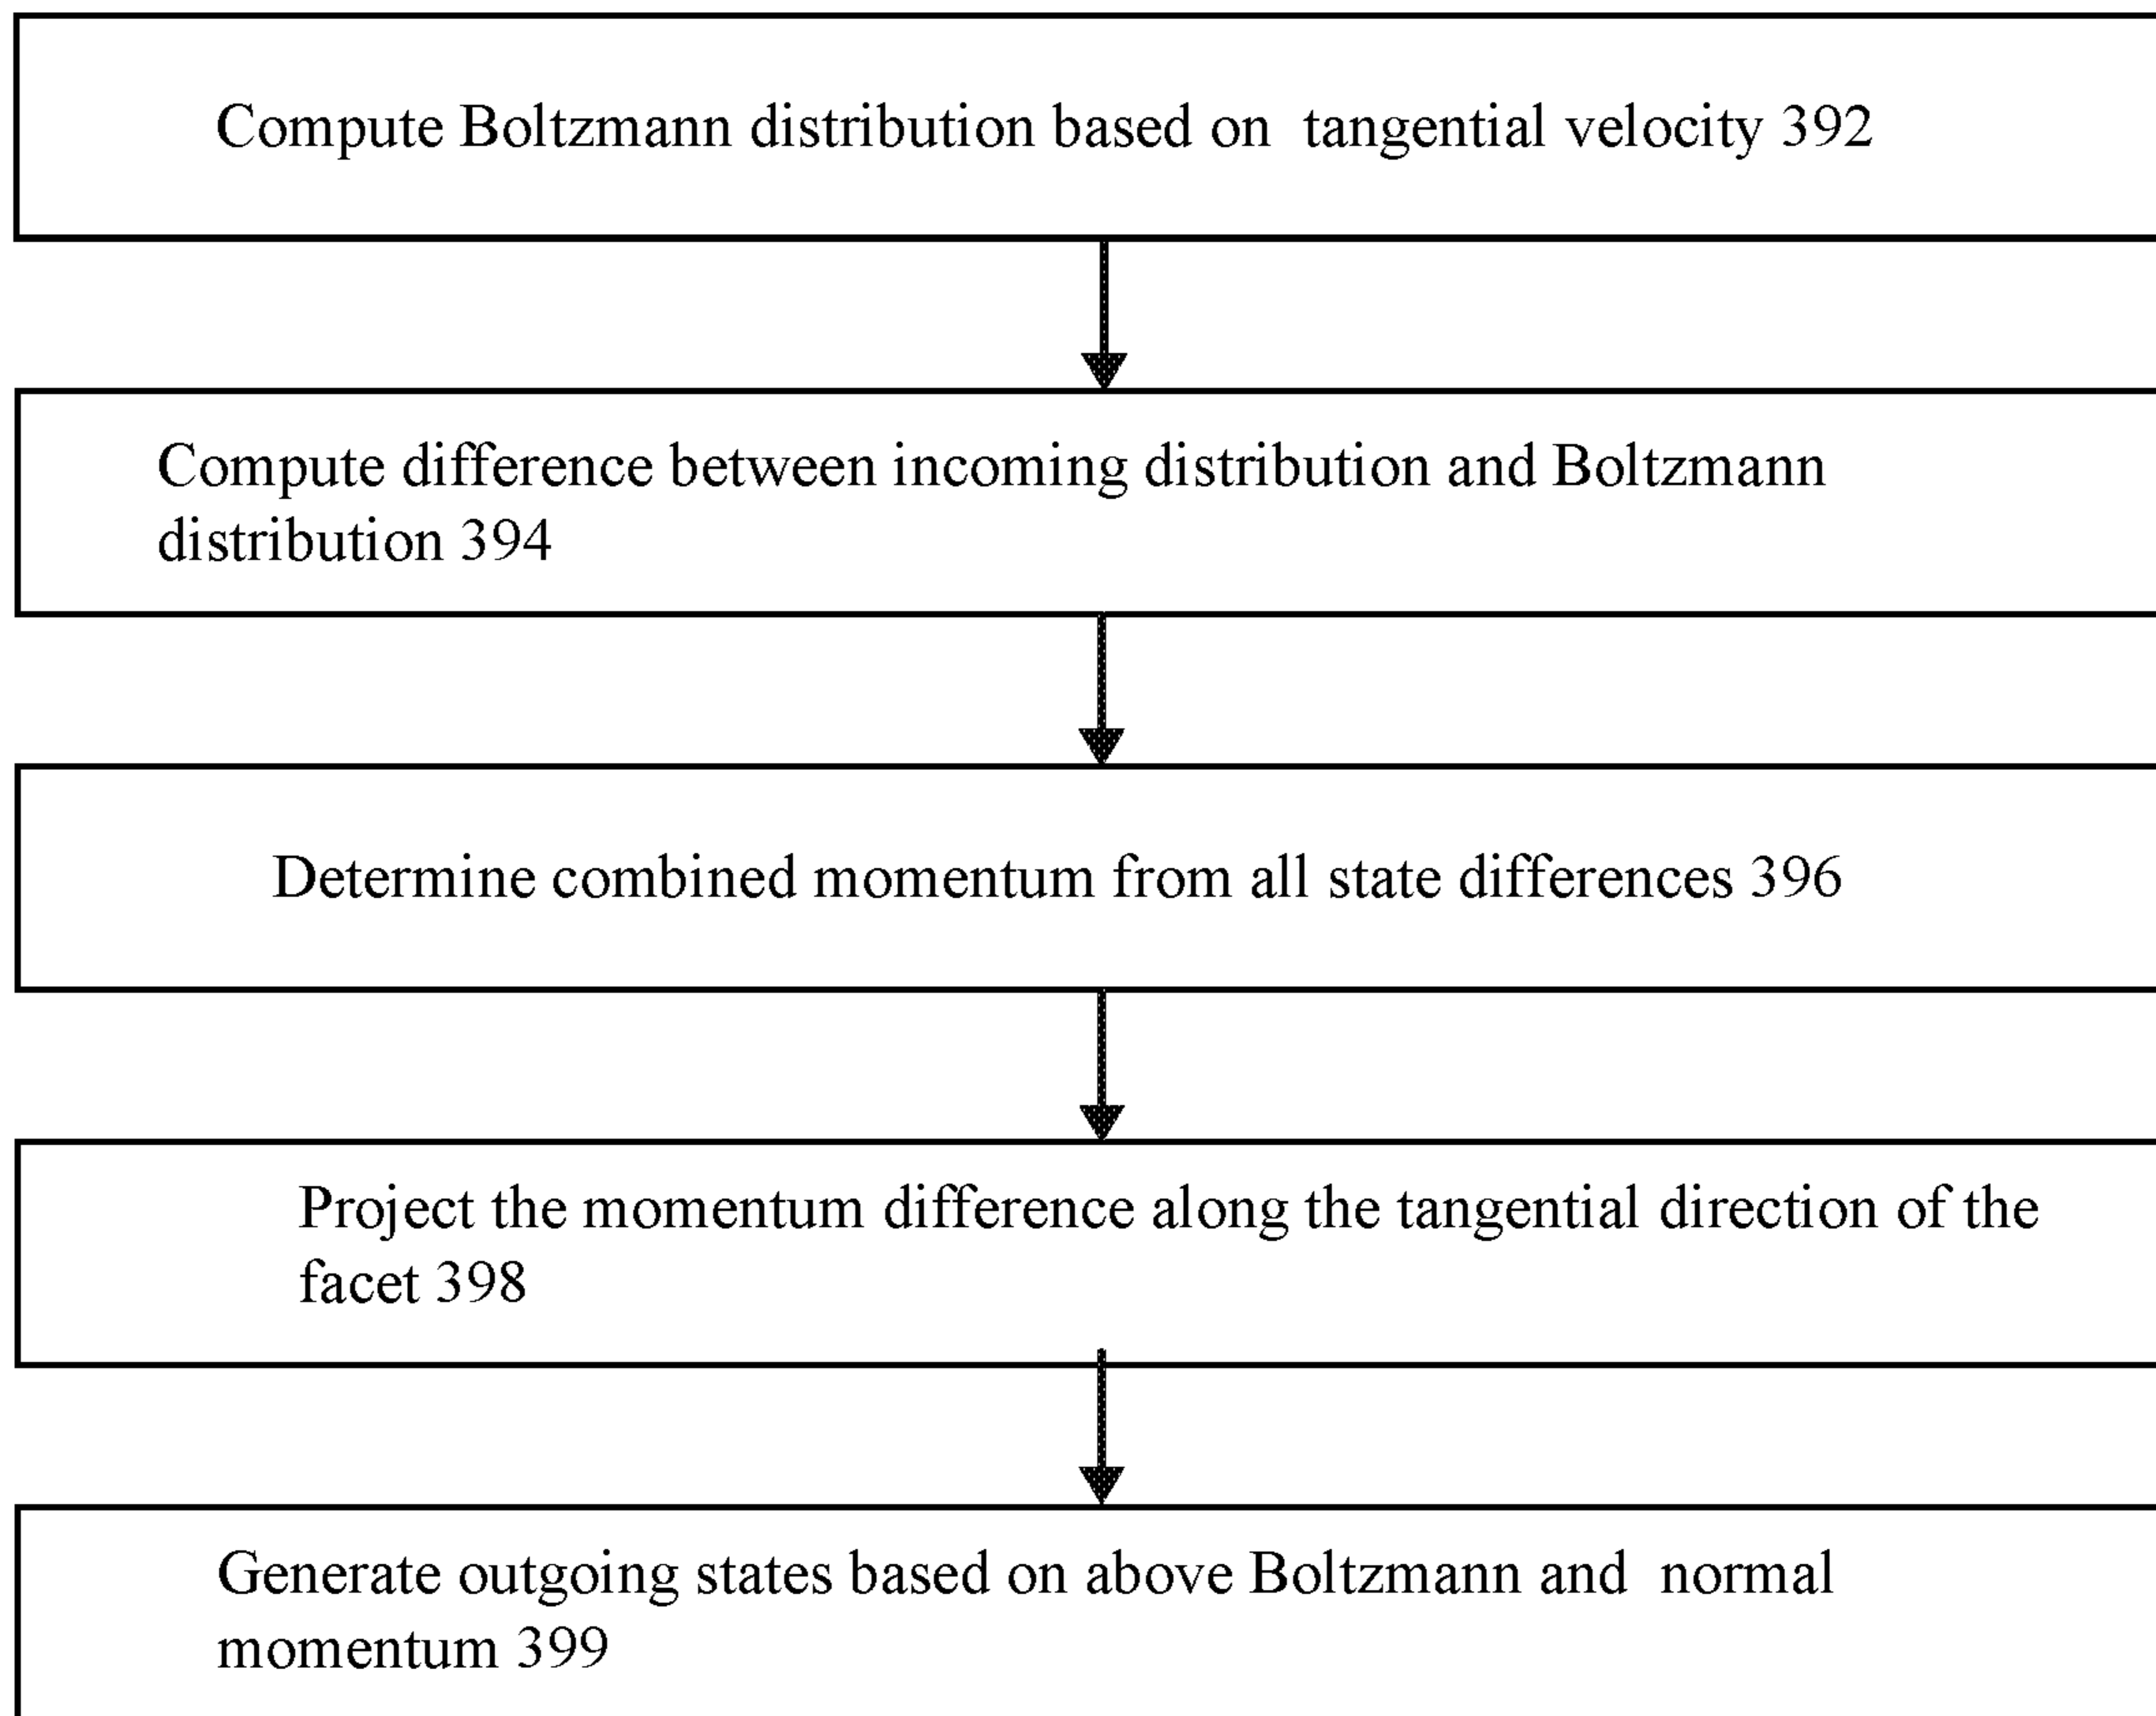 Compute Boltzmann distribution based on tangential velocity 392
Compute difference between incoming distribution and Boltzmann
distribution 394
Determine combined momentum from all state differences 396
Project the momentum difference along the tangential direction of the
facet 398
Generate outgoing states based on above Boltzmann and normal
momentum 399